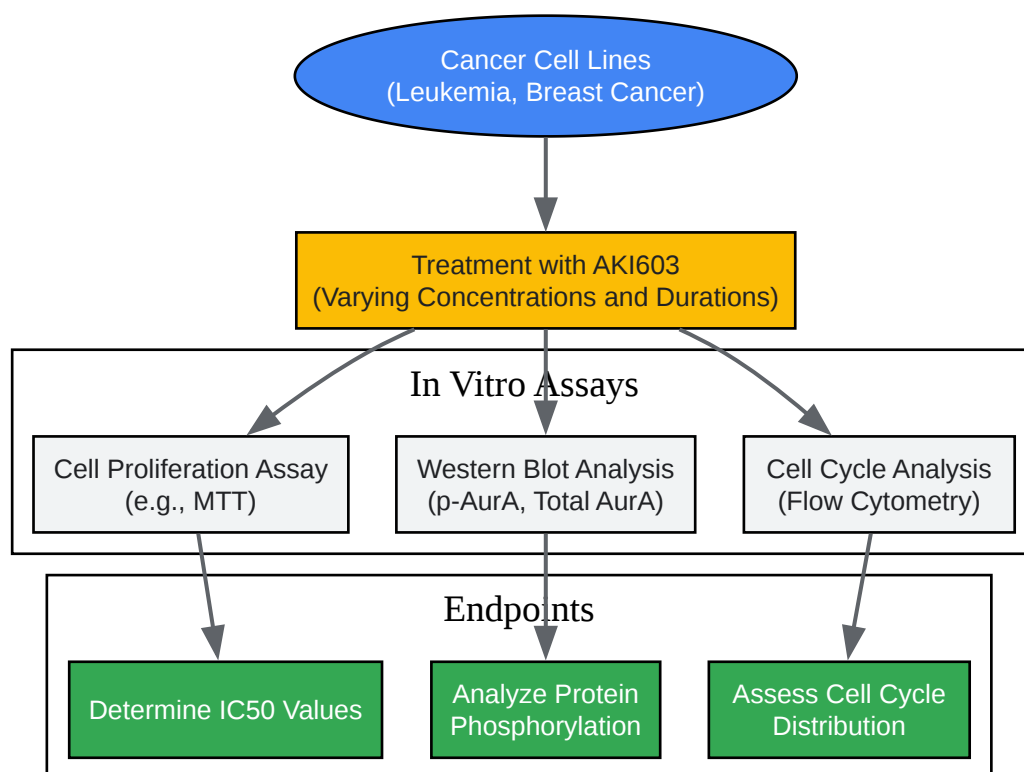 Cancer Cell Lines
(Leukemia, Breast Cancer)
Treatment with AKI603
(Varying Concentrations and Durations)
In Vitro Assays
Cell Proliferation Assay
(e.g., MTT)
Western Blot Analysis
(p-AurA, Total AurA)
Cell Cycle Analysis
(Flow Cytometry)
Endpoints
Determine IC50 Values
Analyze Protein
Phosphorylation
Assess Cell Cycle
Distribution